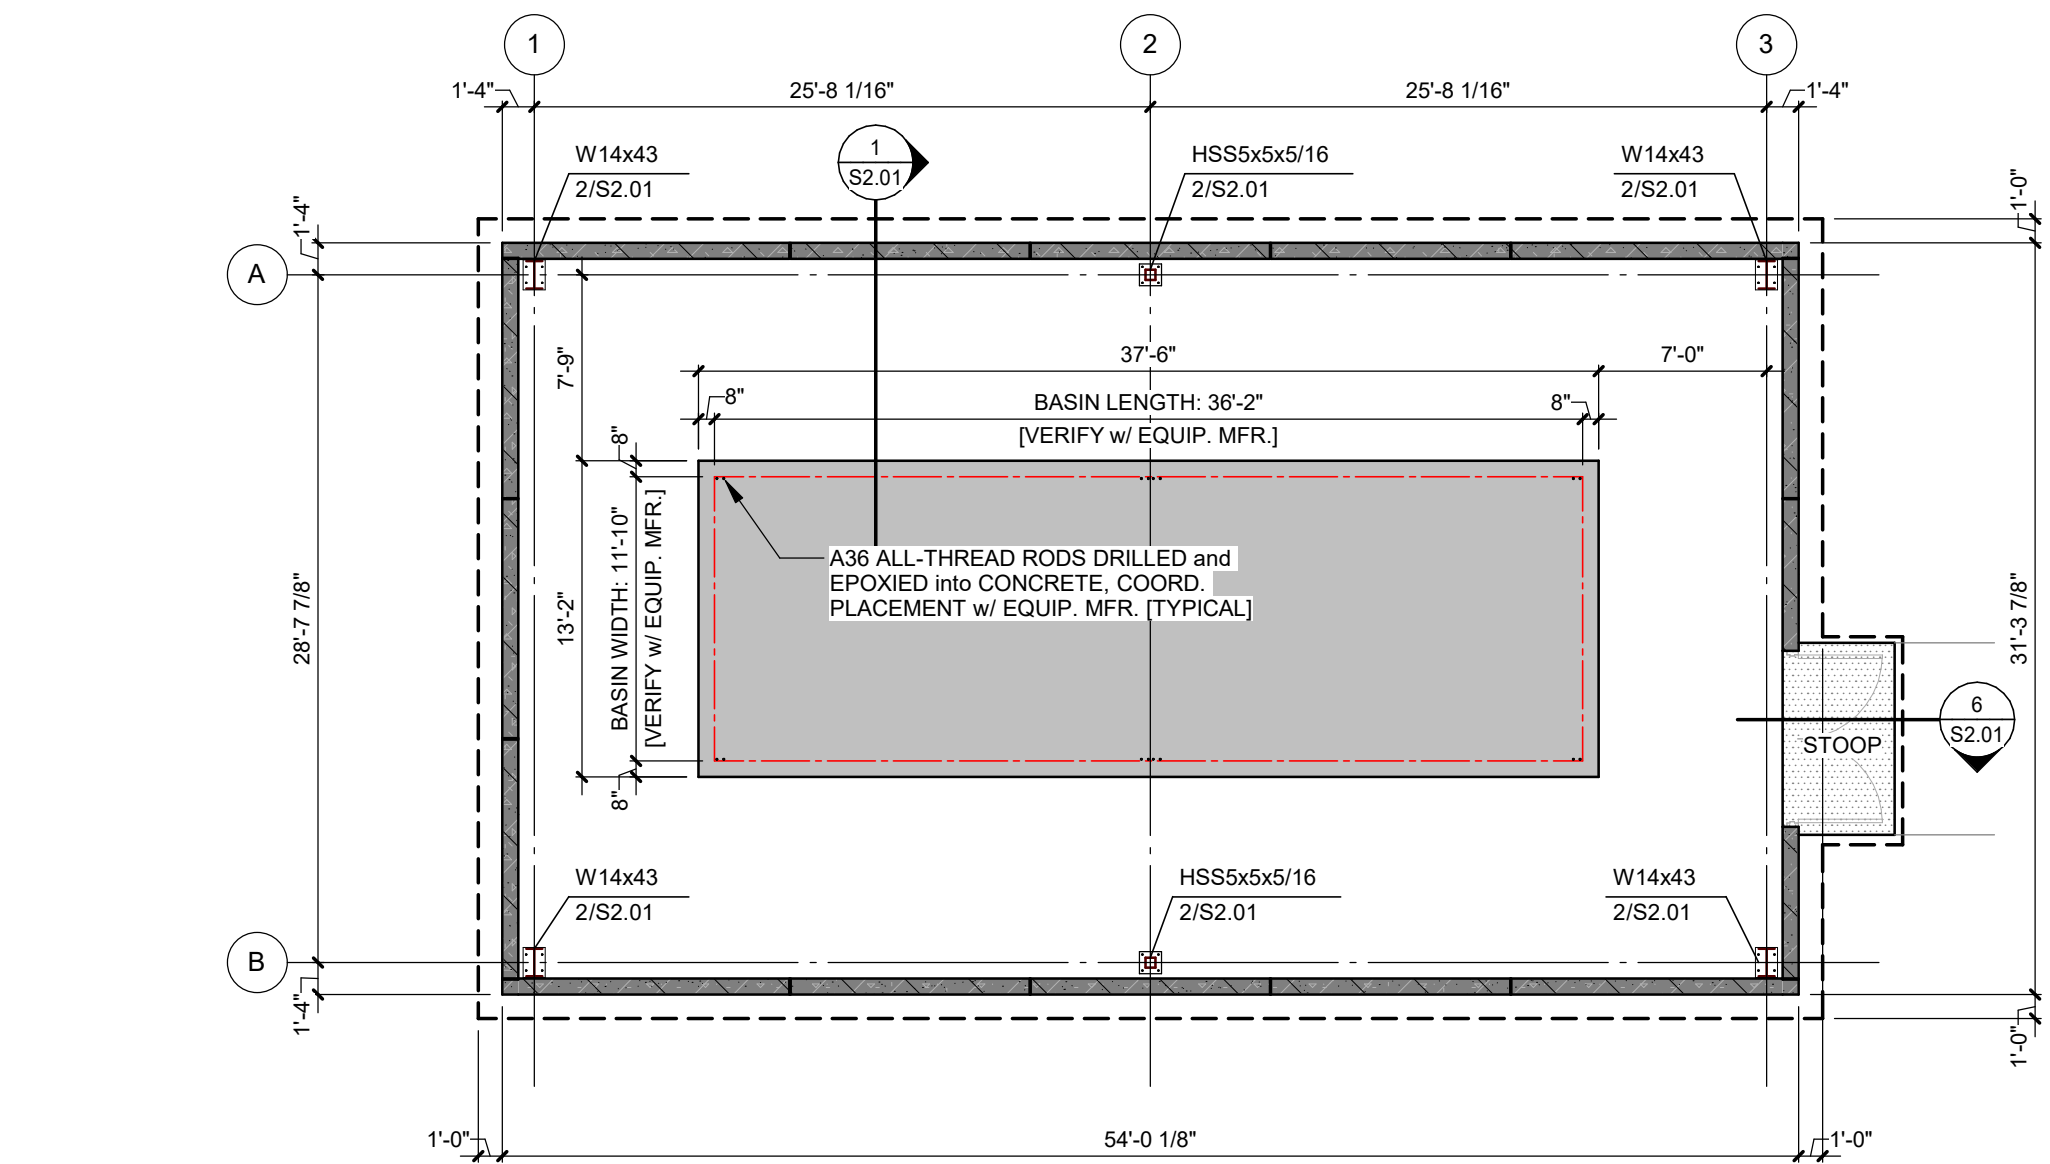 1
2
3
1'-4"
25'-8 1/16"
25'-8 1/16"
1'-4"
W14x43
2/S2.01
1
S2.01
HSS5x5x5/16
2/S2.01
W14x43
2/S2.01
1'-0"
1'-4"
A
7'-9"
37'-6"
7'-0"
8"
BASIN LENGTH: 36'-2"
[VERIFY w/ EQUIP. MFR.]
8"
8"
BASIN WIDTH: 11'-10"
[VERIFY w/ EQUIP. MFR.]
13'-2"
8"
A36 ALL-THREAD RODS DRILLED and
EPOXIED into CONCRETE, COORD.
PLACEMENT w/ EQUIP. MFR. [TYPICAL]
28'-7 7/8"
31'-3 7/8"
6
S2.01
STOOP
W14x43
2/S2.01
HSS5x5x5/16
2/S2.01
W14x43
2/S2.01
B
1'-4"
1'-0"
1'-0"
54'-0 1/8"
1'-0"